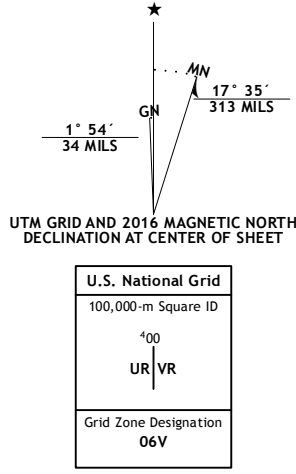 ★
MN
GN
17° 35´
313 MILS
1° 54´
34 MILS
UTM GRID AND 2016 MAGNETIC NORTH
DECLINATION AT CENTER OF SHEET
U.S. National Grid
100,000-m Square ID
⁴00
UR VR
Grid Zone Designation
06V